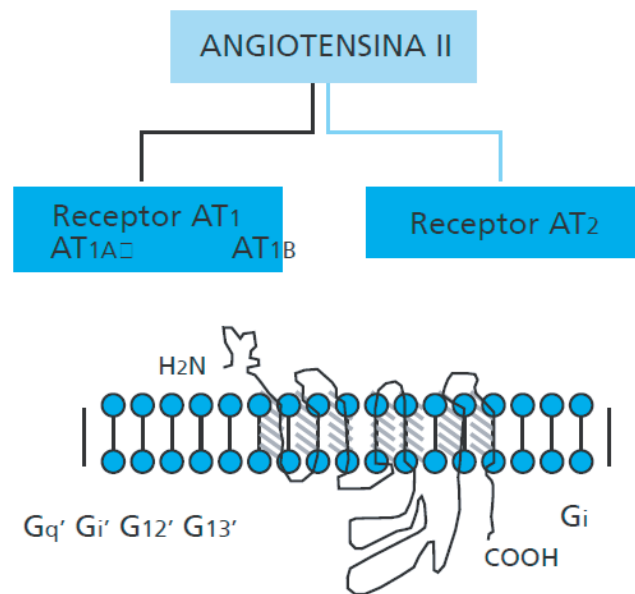 ANGIOTENSINA II
Receptor AT1
AT1A□ AT1B
Receptor AT2
H2N
Gq' Gi' G12' G13'
Gi
COOH